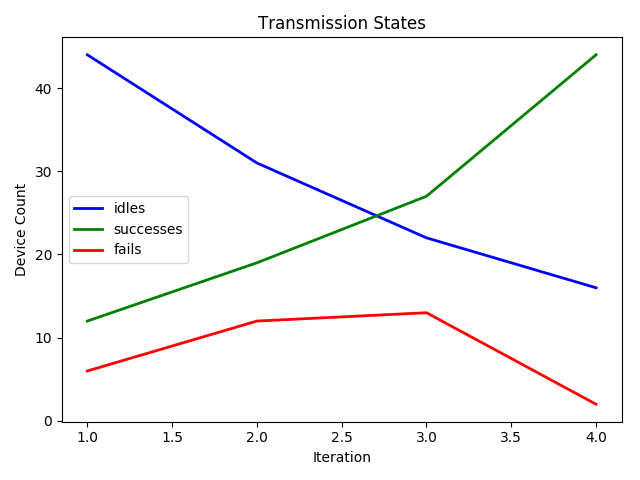 Transmission States
Device Count
40
30
20
10
0
idles
successes
fails
1.0 1.5 2.0 2.5 3.0 3.5 4.0
Iteration